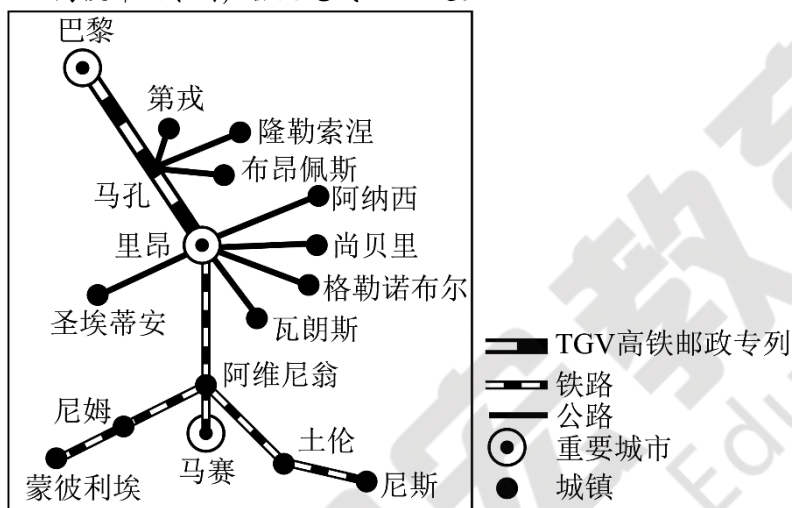 巴黎
第戎
隆勒索涅
布昂佩斯
马孔
阿纳西
里昂
尚贝里
格勒诺布尔
圣埃蒂安
瓦朗斯
阿维尼翁
尼姆
马赛
土伦
蒙彼利埃
尼斯
TGV高铁邮政专列
铁路
公路
重要城市
城镇